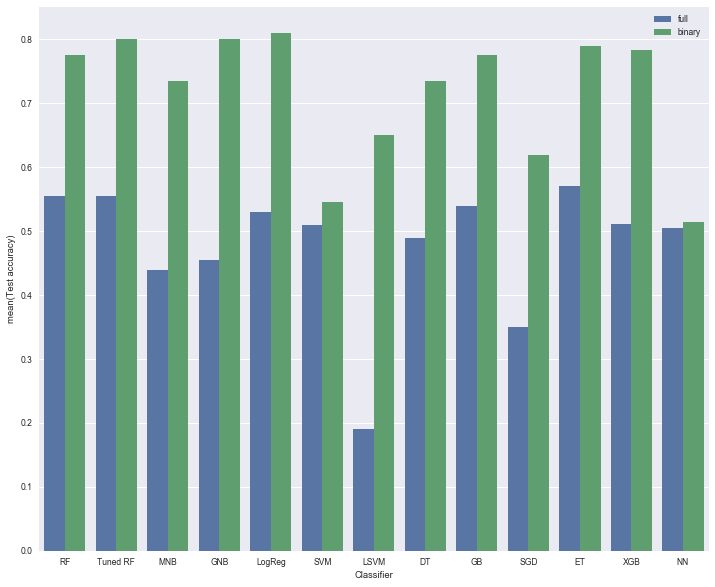 full
binary
0.8
0.7
0.6
0.5
0.4
0.3
0.2
0.1
0.0
mean(Test accuracy)
RF Tuned RF MNB GNB LogReg SVM LSVM DT GB SGD ET XGB NN
Classifier